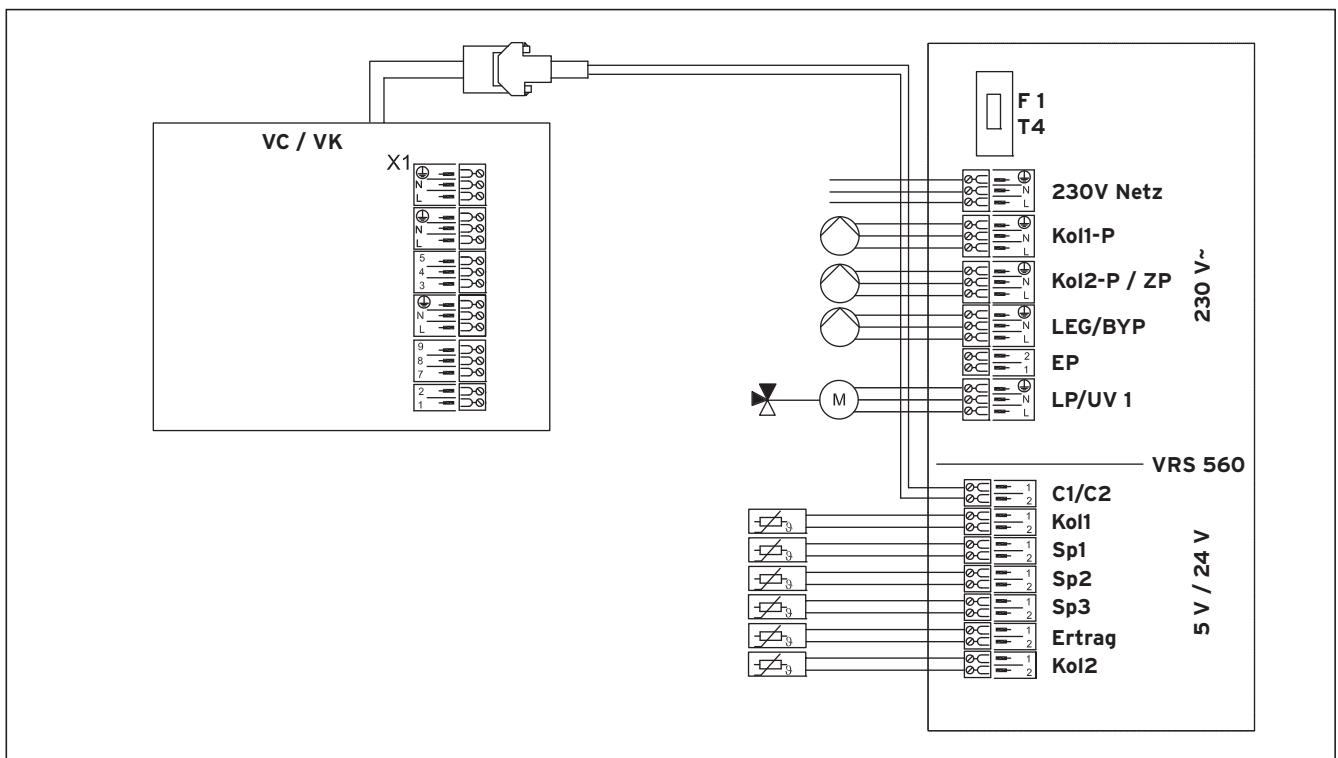 VC / VK
X1
N
L
N
L
5
4
3
N
L
9
8
7
2
1
F 1
T4
N
L
230V Netz
N
L
Kol1-P
N
L
Kol2-P / ZP
N
L
LEG/BYP
2
1
EP
M
N
L
LP/UV 1
230 V~
VRS 560
1
2
C1/C2
ϑ
1
2
Kol1
ϑ
1
2
Sp1
ϑ
1
2
Sp2
ϑ
1
2
Sp3
ϑ
1
2
Ertrag
ϑ
1
2
Kol2
5 V / 24 V